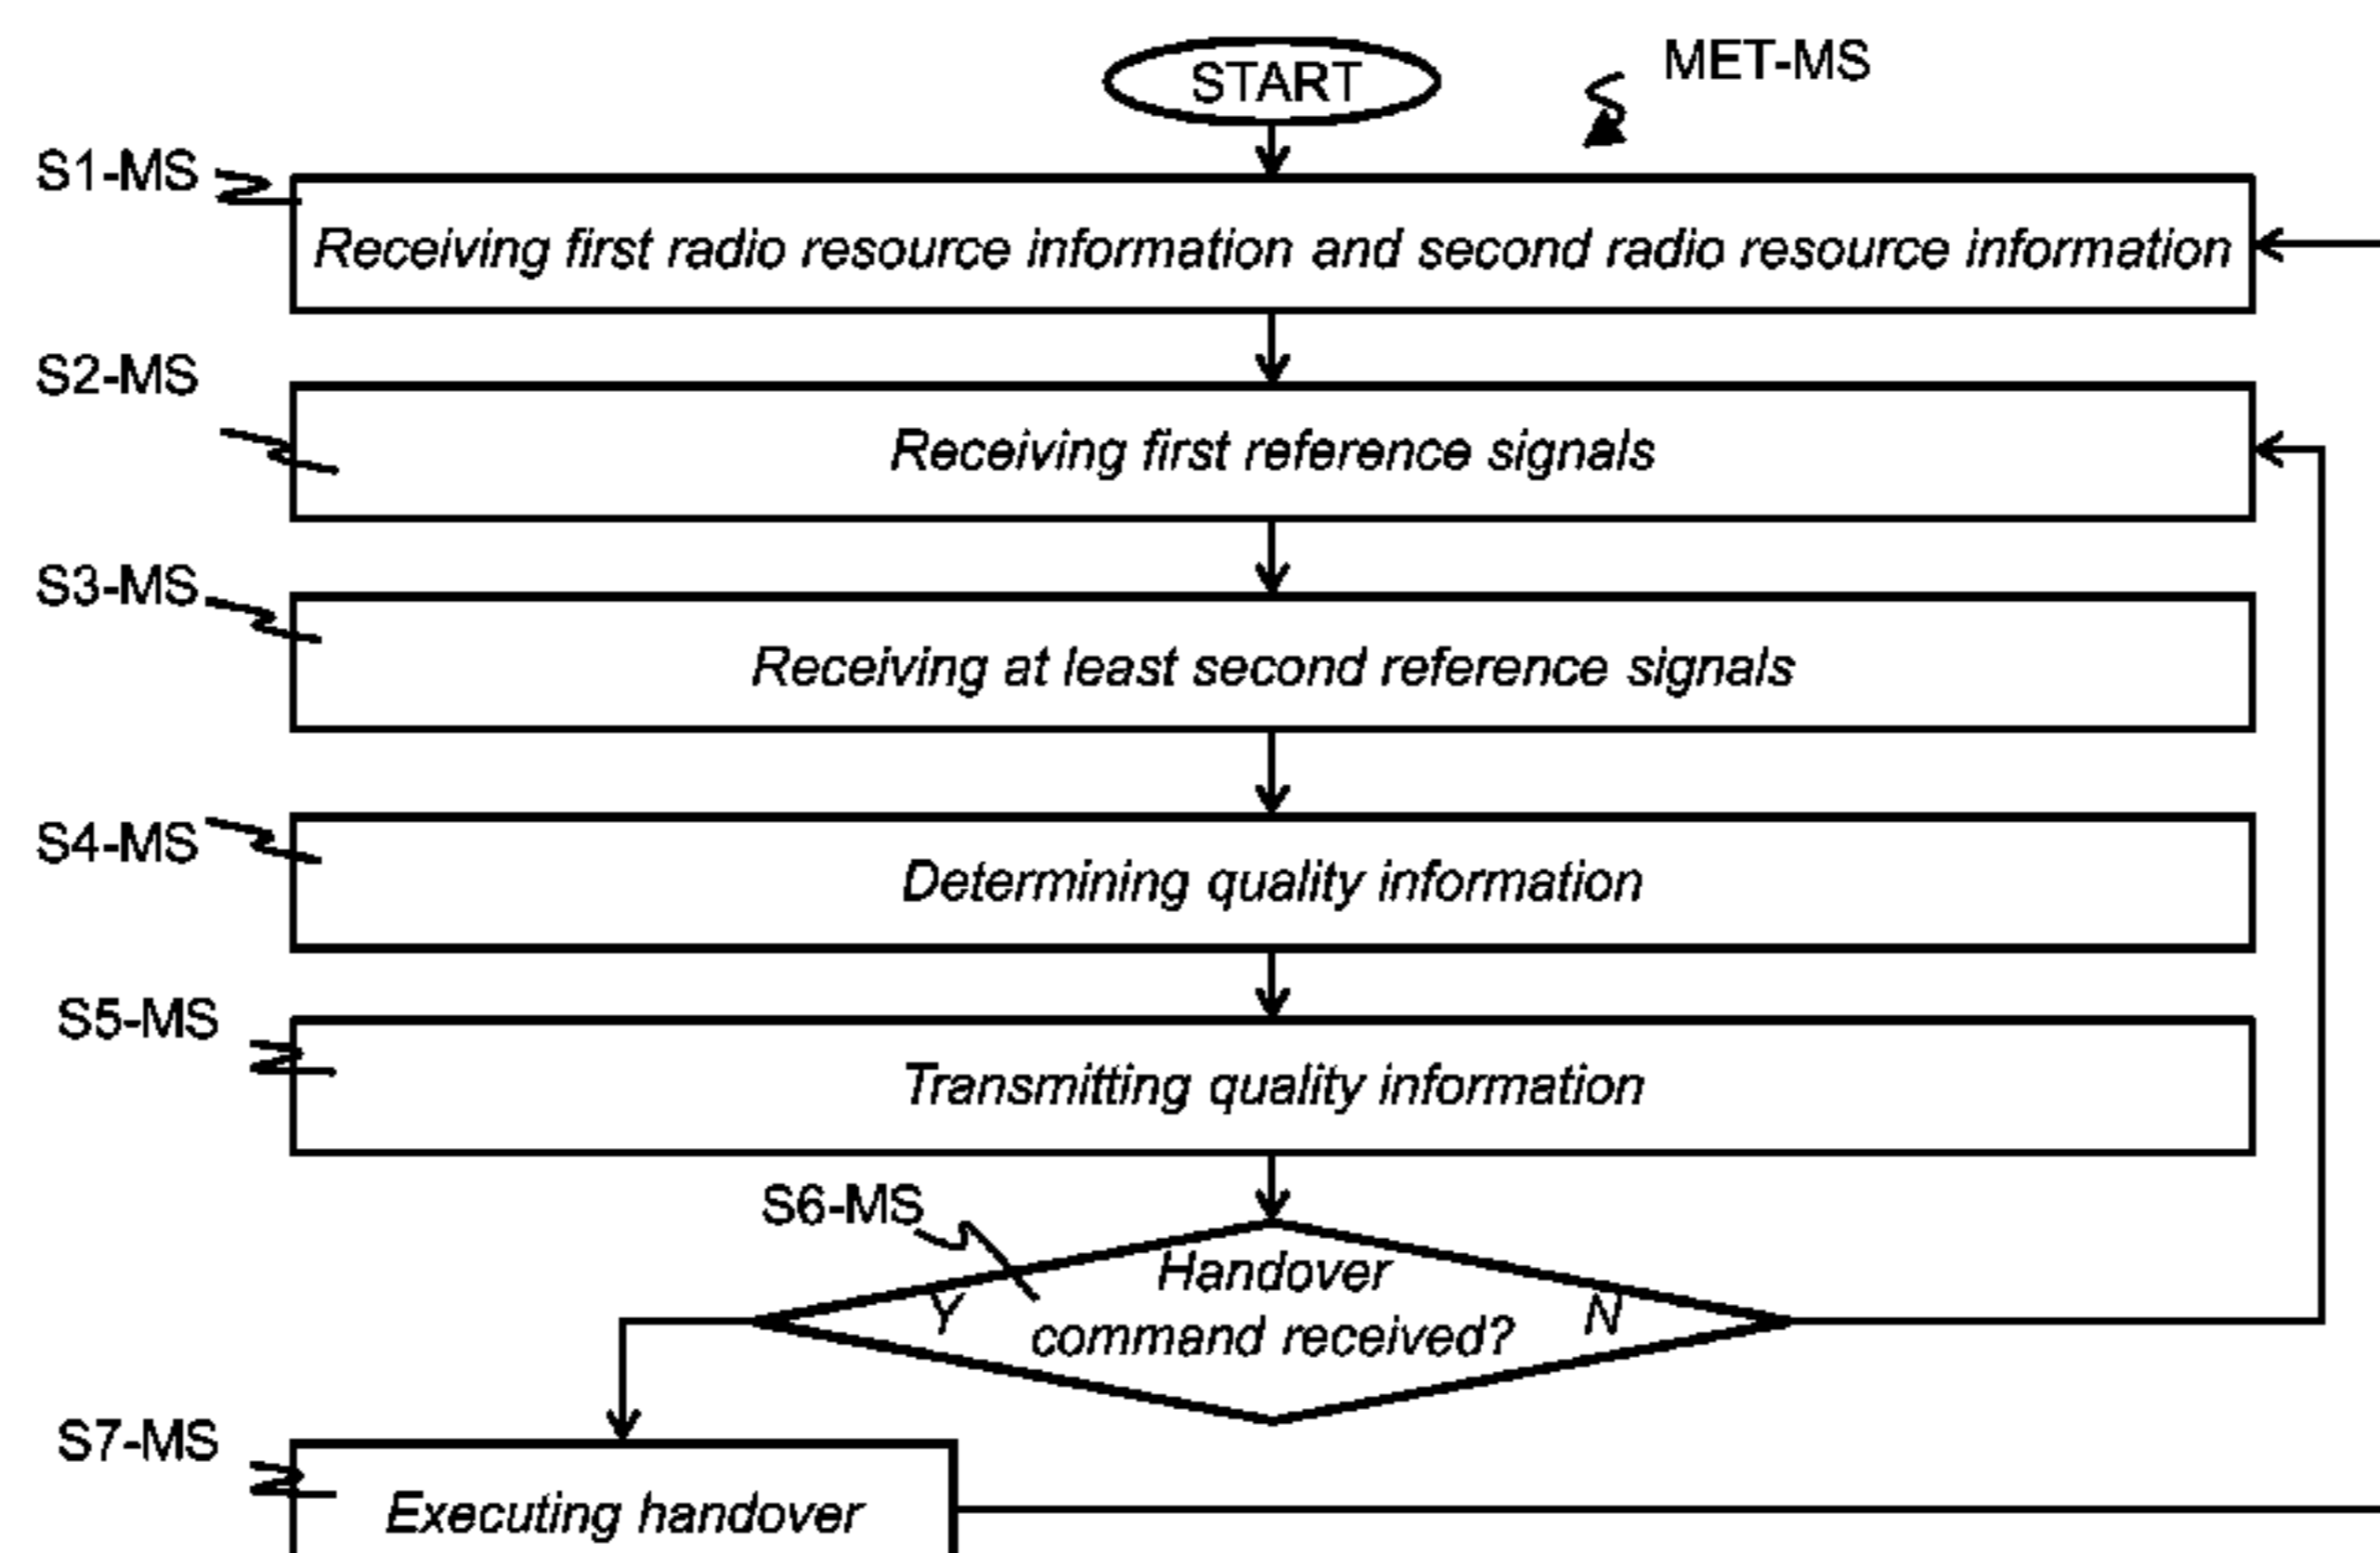 START
MET-MS
S1-MS
Receiving first radio resource information and second radio resource information
S2-MS
Receiving first reference signals
S3-MS
Receiving at least second reference signals
S4-MS
Determining quality information
S5-MS
Transmitting quality information
S6-MS
Handover
command received?
Y
N
S7-MS
Executing handover